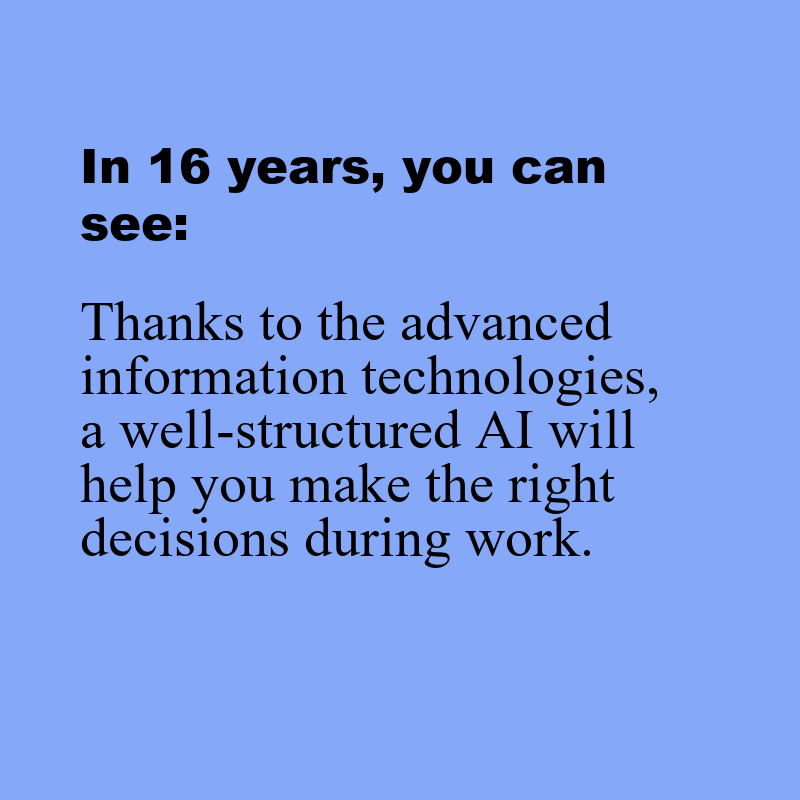 In 16 years, you can
see:
Thanks to the advanced
information technologies,
a well-structured AI will
help you make the right
decisions during work.